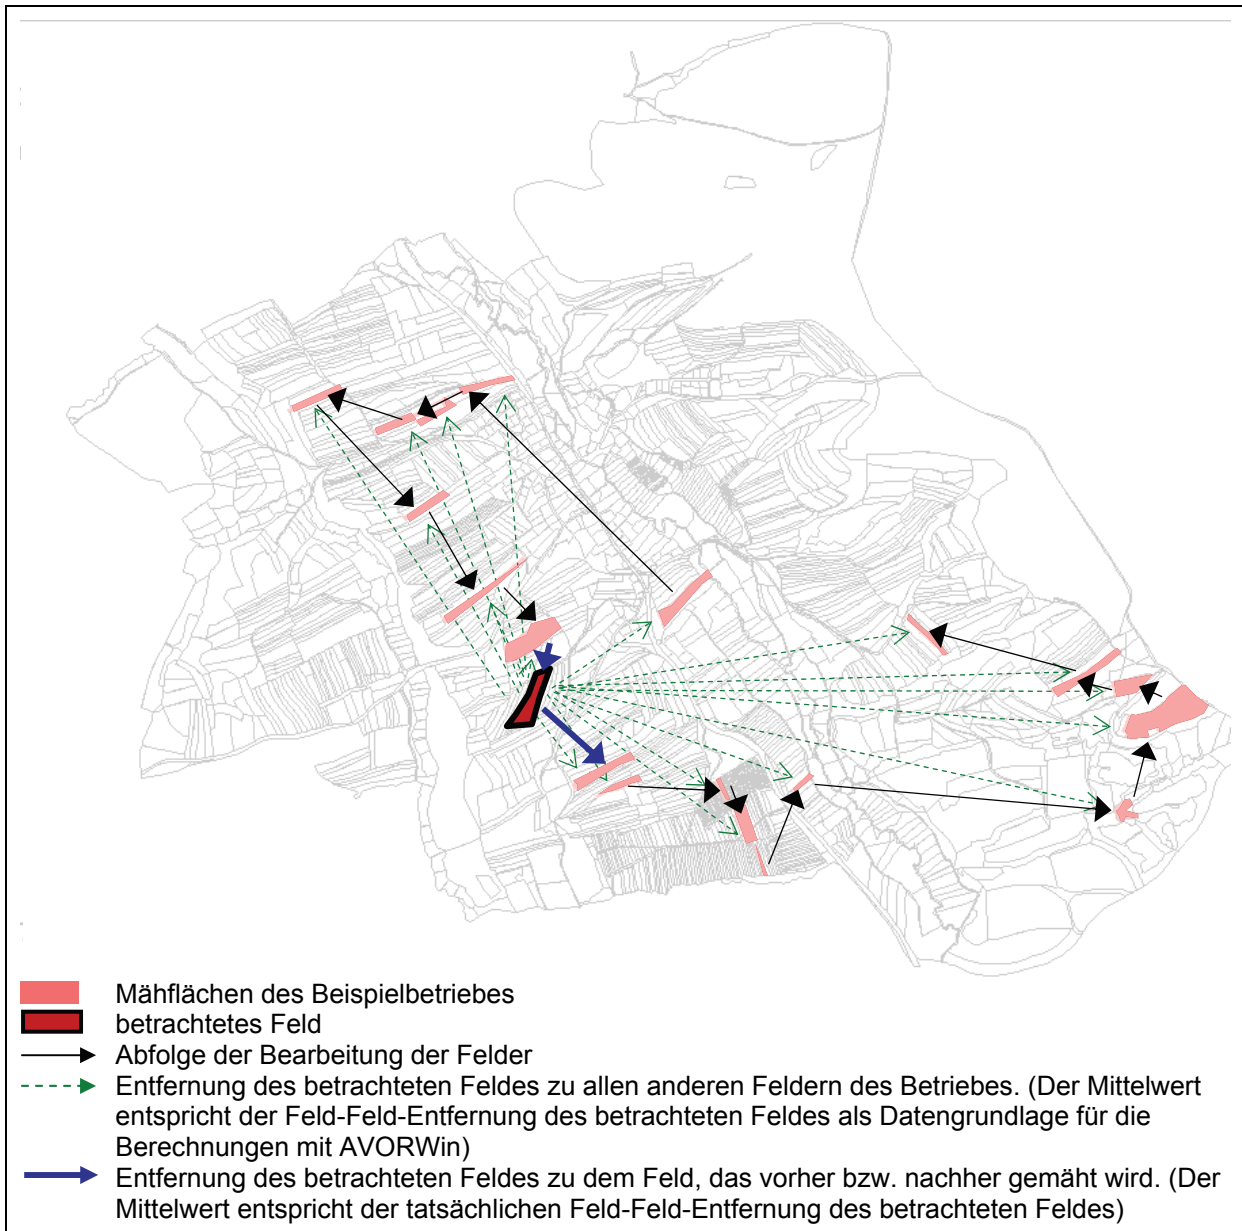 Mähflächen des Beispielbetriebes
betrachtetes Feld
Abfolge der Bearbeitung der Felder
Entfernung des betrachteten Feldes zu allen anderen Feldern des Betriebes. (Der Mittelwert
entspricht der Feld-Feld-Entfernung des betrachteten Feldes als Datengrundlage für die
Berechnungen mit AVORWin)
Entfernung des betrachteten Feldes zu dem Feld, das vorher bzw. nachher gemäht wird. (Der
Mittelwert entspricht der tatsächlichen Feld-Feld-Entfernung des betrachteten Feldes)